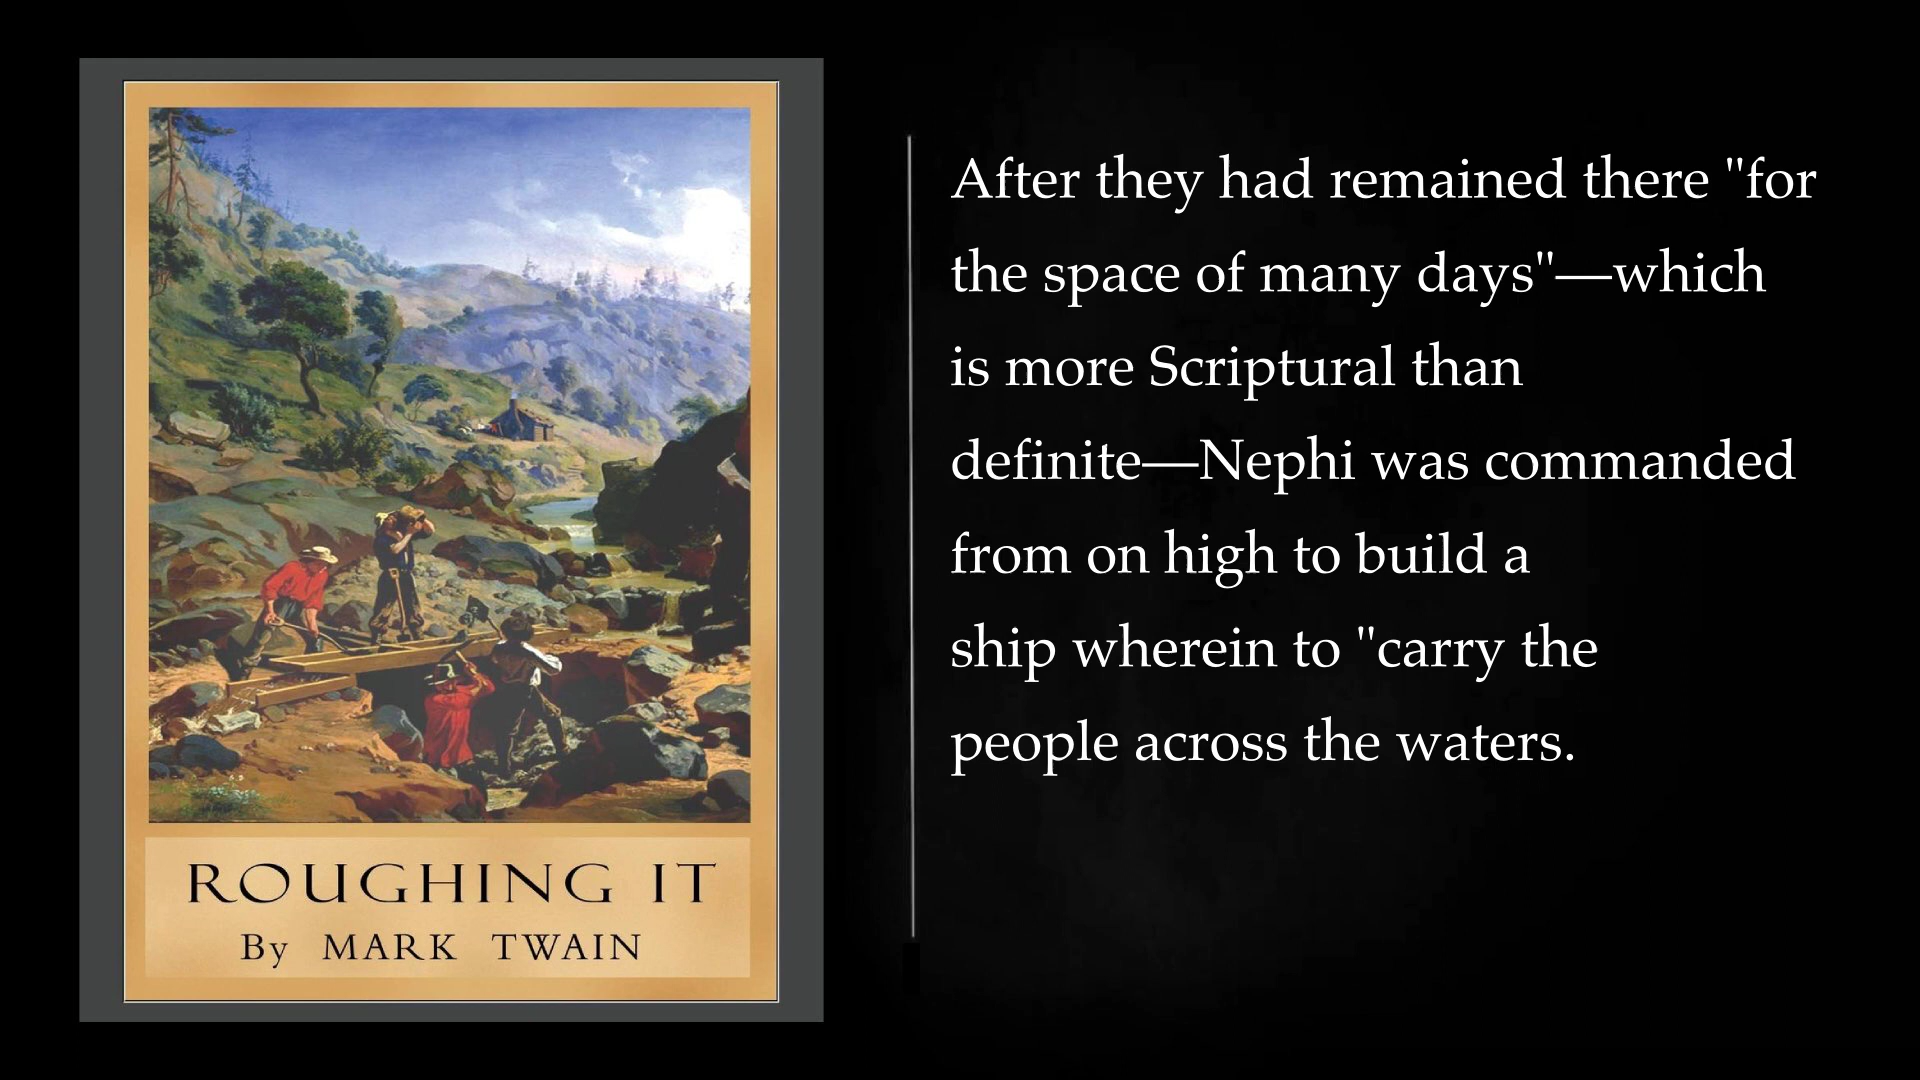 ROUGHING IT
By MARK TWAIN
After they had remained there "for
the space of many days"—which
is more Scriptural than
definite—Nephi was commanded
from on high to build a
ship wherein to "carry the
people across the waters.